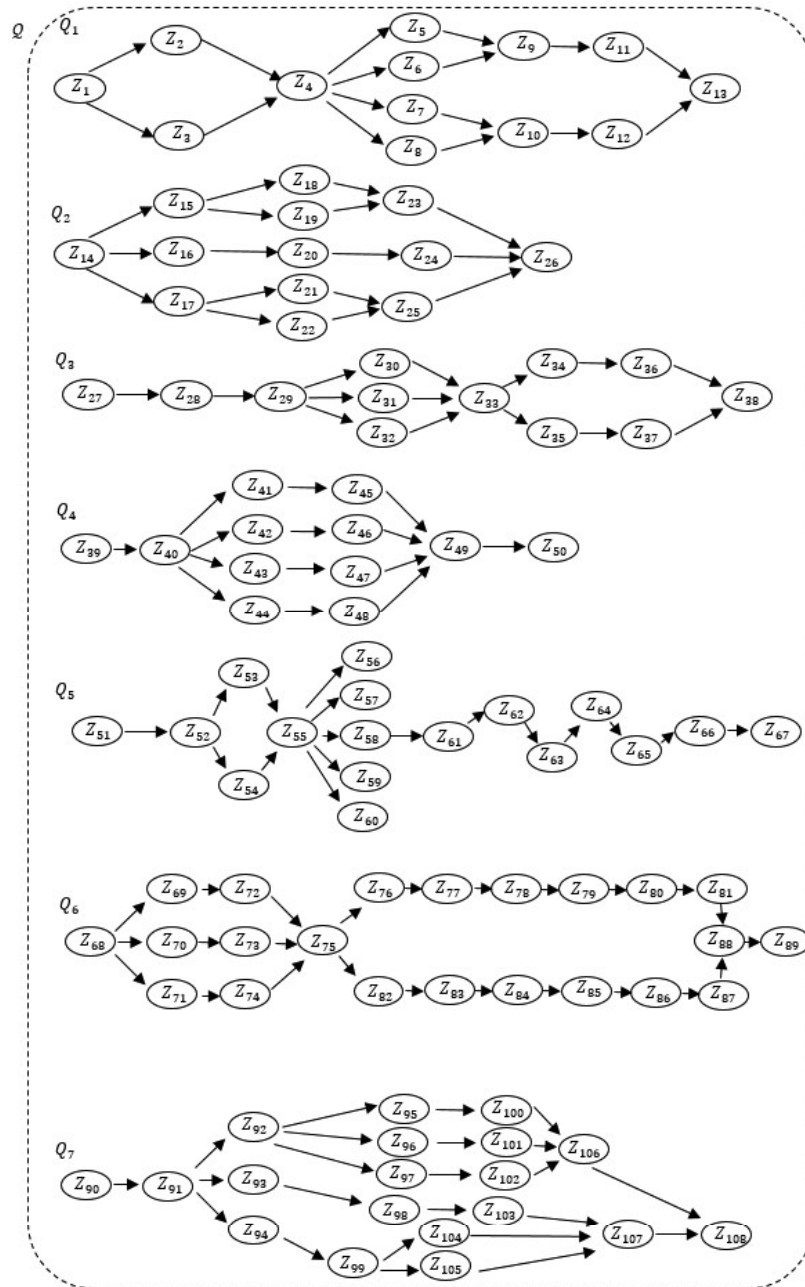 𝒬 Q₁
Z₁ Z₂ Z₃ Z₄ Z₅ Z₆ Z₇ Z₈ Z₉ Z₁₀ Z₁₁ Z₁₂ Z₁₃
Q₂
Z₁₄ Z₁₅ Z₁₆ Z₁₇ Z₁₈ Z₁₉ Z₂₀ Z₂₁ Z₂₂ Z₂₃ Z₂₄ Z₂₅ Z₂₆
Q₃
Z₂₇ Z₂₈ Z₂₉ Z₃₀ Z₃₁ Z₃₂ Z₃₃ Z₃₄ Z₃₅ Z₃₆ Z₃₇ Z₃₈
Q₄
Z₃₉ Z₄₀ Z₄₁ Z₄₂ Z₄₃ Z₄₄ Z₄₅ Z₄₆ Z₄₇ Z₄₈ Z₄₉ Z₅₀
Q₅
Z₅₁ Z₅₂ Z₅₃ Z₅₄ Z₅₅ Z₅₆ Z₅₇ Z₅₈ Z₅₉ Z₆₀ Z₆₁ Z₆₂ Z₆₃ Z₆₄ Z₆₅ Z₆₆ Z₆₇
Q₆
Z₆₈ Z₆₉ Z₇₀ Z₇₁ Z₇₂ Z₇₃ Z₇₄ Z₇₅ Z₇₆ Z₇₇ Z₇₈ Z₇₉ Z₈₀ Z₈₁ Z₈₂ Z₈₃ Z₈₄ Z₈₅ Z₈₆ Z₈₇ Z₈₈ Z₈₉
Q₇
Z₉₀ Z₉₁ Z₉₂ Z₉₃ Z₉₄ Z₉₅ Z₉₆ Z₉₇ Z₉₈ Z₉₉ Z₁₀₀ Z₁₀₁ Z₁₀₂ Z₁₀₃ Z₁₀₄ Z₁₀₅ Z₁₀₆ Z₁₀₇ Z₁₀₈